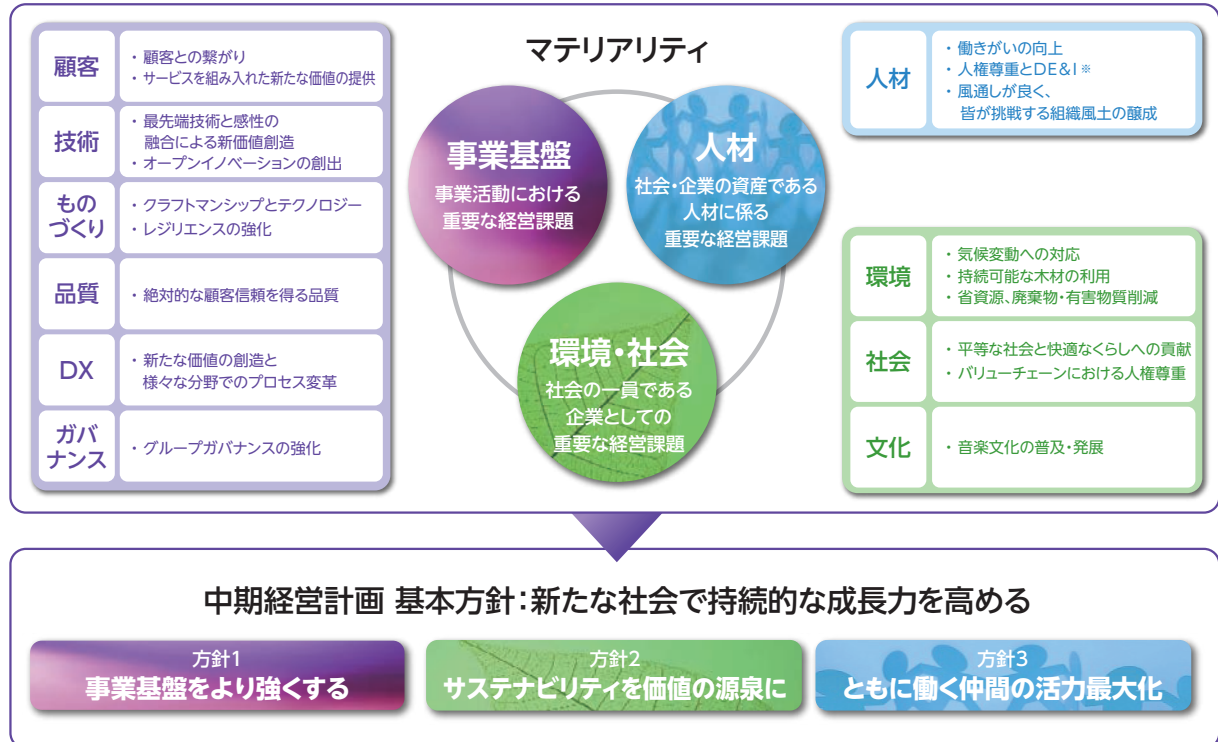 マテリアリティ
顧客
・顧客との繋がり
・サービスを組み入れた新たな価値の提供
技術
・最先端技術と感性の
融合による新価値創造
・オープンイノベーションの創出
もの
づくり
・クラフトマンシップとテクノロジー
・レジリエンスの強化
品質
・絶対的な顧客信頼を得る品質
DX
・新たな価値の創造と
様々な分野でのプロセス変革
ガバ
ナンス
・グループガバナンスの強化
事業基盤
事業活動における
重要な経営課題
人材
社会・企業の資産である
人材に係る
重要な経営課題
環境・社会
社会の一員である
企業としての
重要な経営課題
人材
・働きがいの向上
・人権尊重とDE&I※
・風通しが良く、
皆が挑戦する組織風土の醸成
環境
・気候変動への対応
・持続可能な木材の利用
・省資源、廃棄物・有害物質削減
社会
・平等な社会と快適なくらしへの貢献
・バリューチェーンにおける人権尊重
文化
・音楽文化の普及・発展
中期経営計画 基本方針:新たな社会で持続的な成長力を高める
方針1
事業基盤をより強くする
方針2
サステナビリティを価値の源泉に
方針3
ともに働く仲間の活力最大化